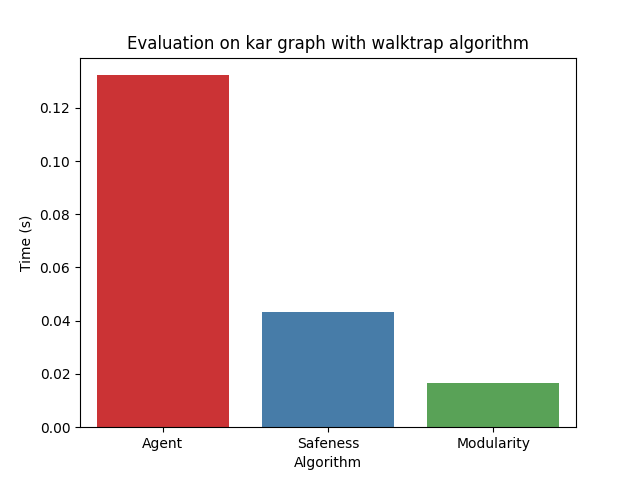 Evaluation on kar graph with walktrap algorithm
0.12
0.10
0.08
0.06
0.04
0.02
0.00
Time (s)
Agent
Safeness
Modularity
Algorithm